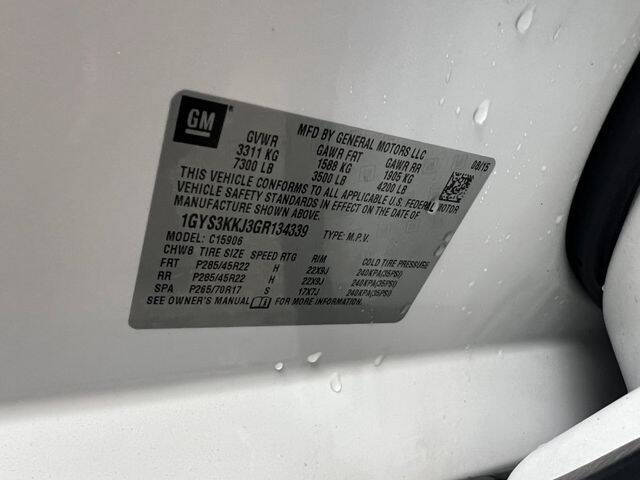 GM
MFD BY GENERAL MOTORS LLC 08/15
GVWR GAWR FRT GAWR RR
3311 KG 1588 KG 1905 KG
7300 LB 3500 LB 4200 LB
THIS VEHICLE CONFORMS TO ALL APPLICABLE U.S. FEDERAL MOTOR
VEHICLE SAFETY STANDARDS IN EFFECT ON THE DATE OF
MANUFACTURE SHOWN ABOVE.
1GYS3KKJ3GR134339 TYPE: M.P.V.
MODEL: C15906
CHW8 TIRE SIZE SPEED RTG RIM COLD TIRE PRESSURE
FRT P285/45R22 H 22X9J 240KPA(35PSI)
RR P285/45R22 H 22X9J 240KPA(35PSI)
SPA P265/70R17 S 17X7J 240KPA(35PSI)
SEE OWNER'S MANUAL FOR MORE INFORMATION.